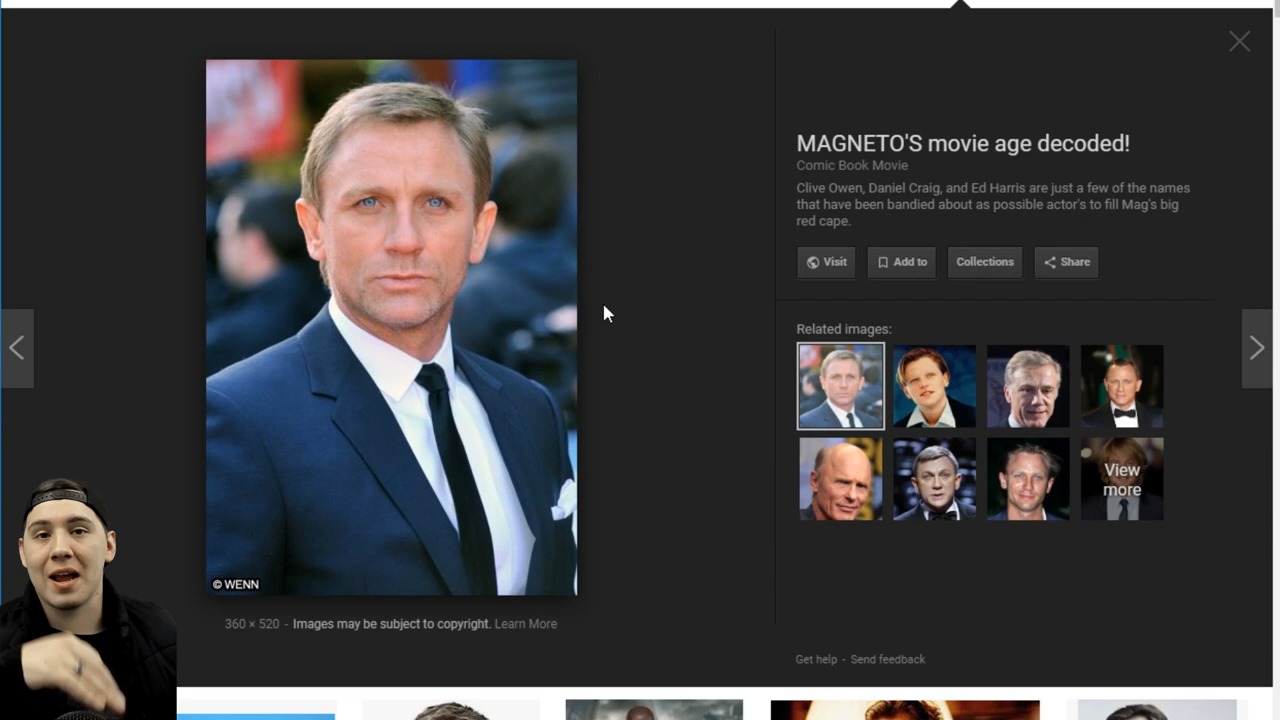 MAGNETO'S movie age decoded!
Comic Book Movie
Clive Owen, Daniel Craig, and Ed Harris are just a few of the names
that have been bandied about as possible actor's to fill Mag's big
red cape.
Visit
Add to
Collections
Share
Related images:
View
more
© WENN
360 × 520 - Images may be subject to copyright. Learn More
Get help - Send feedback